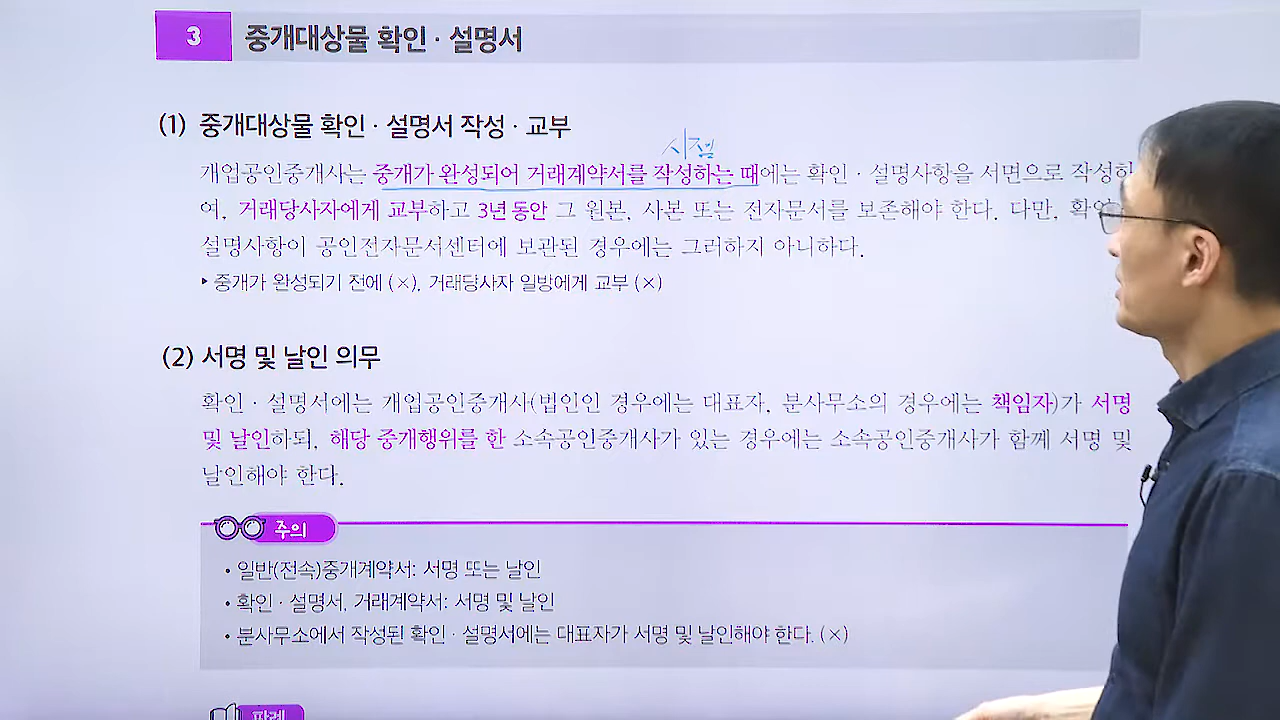 3 중개대상물 확인 · 설명서
(1) 중개대상물 확인 · 설명서 작성 · 교부
시점
개업공인중개사는 중개가 완성되어 거래계약서를 작성하는 때에는 확인 · 설명사항을 서면으로 작성하
여, 거래당사자에게 교부하고 3년 동안 그 원본, 사본 또는 전자문서를 보존해야 한다. 다만, 확인
설명사항이 공인전자문서센터에 보관된 경우에는 그러하지 아니하다.
▸ 중개가 완성되기 전에 (×), 거래당사자 일방에게 교부 (×)
(2) 서명 및 날인 의무
확인 · 설명서에는 개업공인중개사(법인인 경우에는 대표자, 분사무소의 경우에는 책임자)가 서명
및 날인하되, 해당 중개행위를 한 소속공인중개사가 있는 경우에는 소속공인중개사가 함께 서명 및
날인해야 한다.
주의
• 일반(전속)중개계약서: 서명 또는 날인
• 확인 · 설명서, 거래계약서: 서명 및 날인
• 분사무소에서 작성된 확인 · 설명서에는 대표자가 서명 및 날인해야 한다. (×)
판례